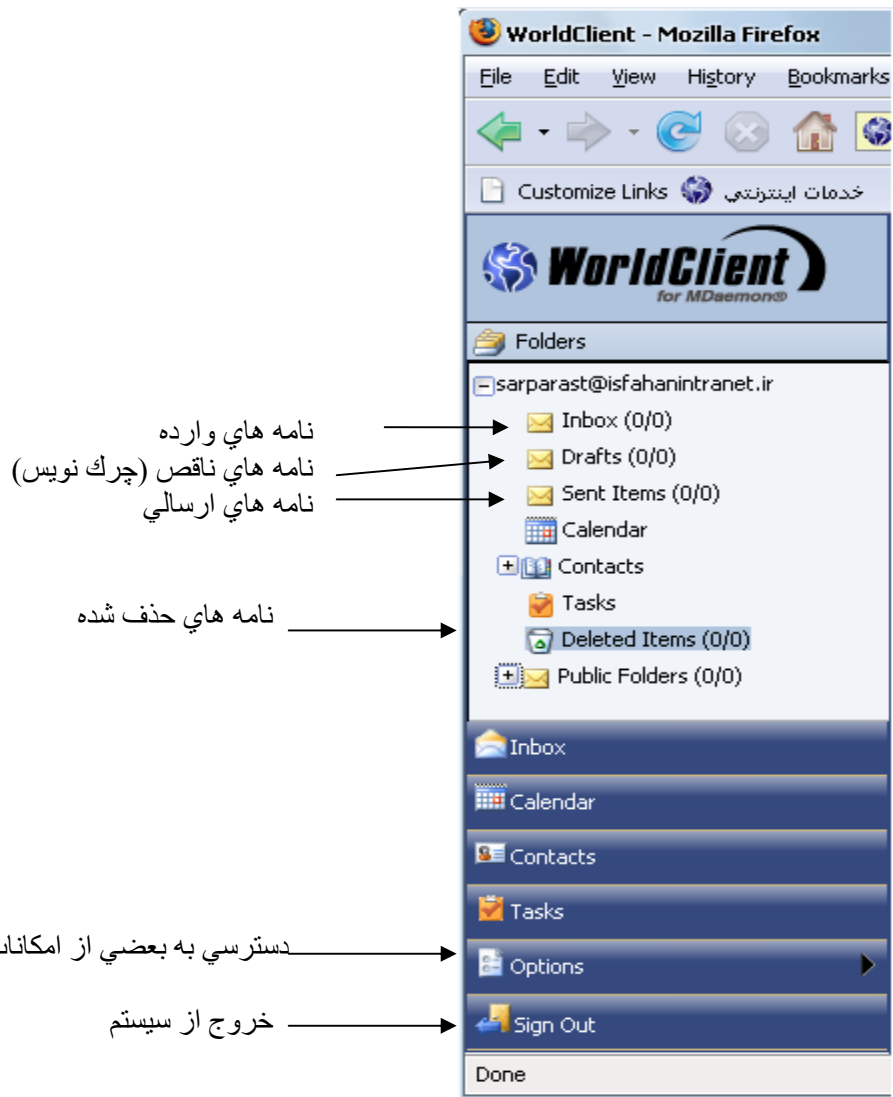 WorldClient - Mozilla Firefox
File Edit View History Bookmarks
Customize Links خدمات اينترنتي
WorldClient
for MDaemon®
Folders
sarparast@isfahanintranet.ir
نامه هاي وارده
Inbox (0/0)
نامه هاي ناقص (چرك نويس)
Drafts (0/0)
نامه هاي ارسالي
Sent Items (0/0)
Calendar
Contacts
Tasks
نامه هاي حذف شده
Deleted Items (0/0)
Public Folders (0/0)
Inbox
Calendar
Contacts
Tasks
دسترسي به بعضي از
Options
خروج از سيستم
Sign Out
Done